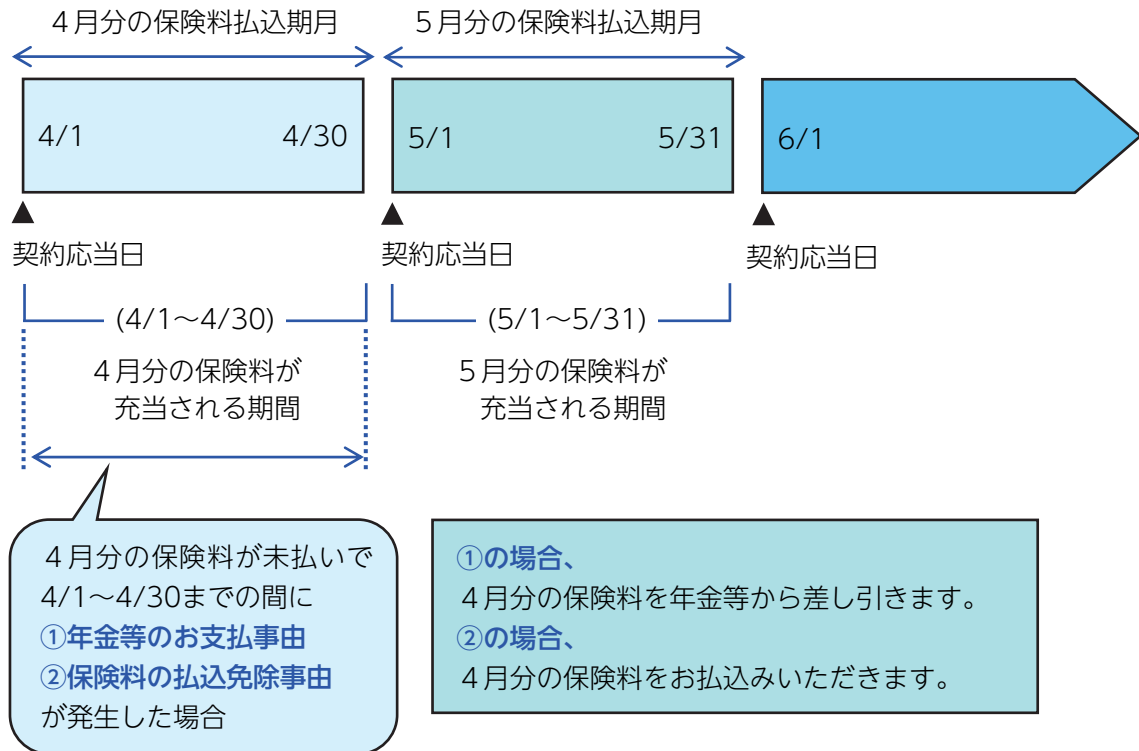 ４月分の保険料払込期月
５月分の保険料払込期月
4/1
4/30
5/1
5/31
6/1
▲
▲
▲
契約応当日
契約応当日
契約応当日
(4/1～4/30)
(5/1～5/31)
４月分の保険料が
充当される期間
５月分の保険料が
充当される期間
４月分の保険料が未払いで
4/1～4/30までの間に
①年金等のお支払事由
②保険料の払込免除事由
が発生した場合
①の場合、
４月分の保険料を年金等から差し引きます。
②の場合、
４月分の保険料をお払込みいただきます。